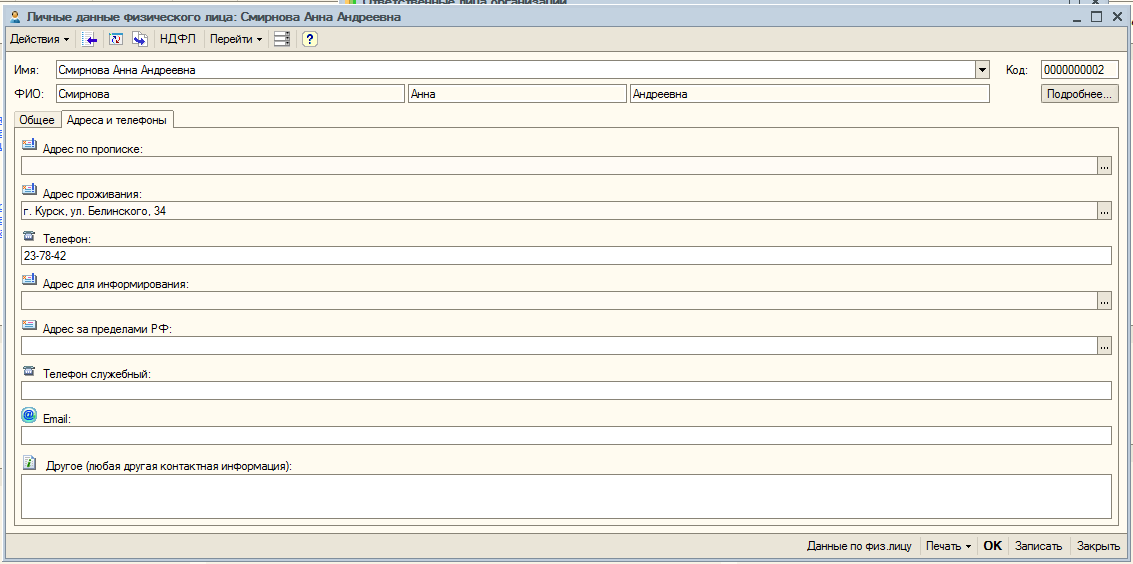 Ответственные лица организации
Личные данные физического лица: Смирнова Анна Андреевна
Действия НДФЛ Перейти ?
Имя: Смирнова Анна Андреевна Код: 0000000002
ФИО: Смирнова Анна Андреевна Подробнее...
Общее Адреса и телефоны
Адрес по прописке:
...
Адрес проживания:
г. Курск, ул. Белинского, 34 ...
Телефон:
23-78-42
Адрес для информирования:
...
Адрес за пределами РФ:
...
Телефон служебный:
@ Email:
Другое (любая другая контактная информация):
Данные по физ.лицу Печать OK Записать Закрыть